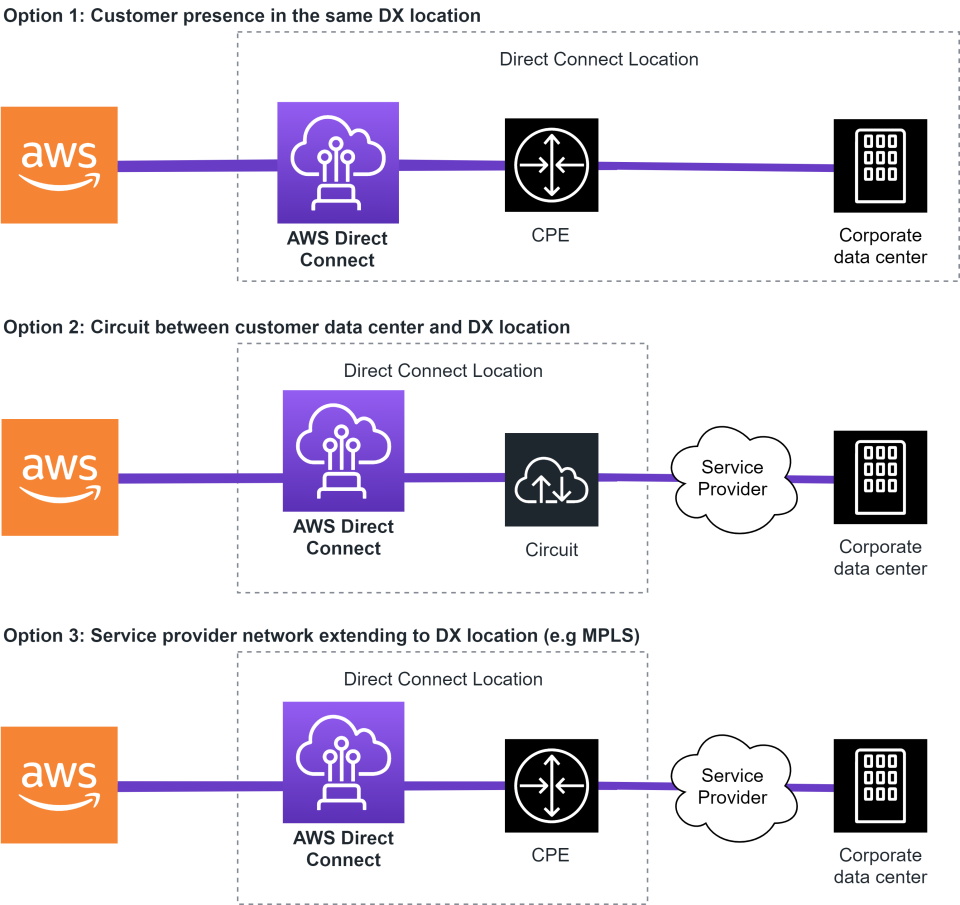 Option 1: Customer presence in the same DX location
Direct Connect Location
aws
AWS Direct
Connect
CPE
Corporate
data center
Option 2: Circuit between customer data center and DX location
Direct Connect Location
aws
AWS Direct
Connect
Circuit
Service
Provider
Corporate
data center
Option 3: Service provider network extending to DX location (e.g MPLS)
Direct Connect Location
aws
AWS Direct
Connect
CPE
Service
Provider
Corporate
data center